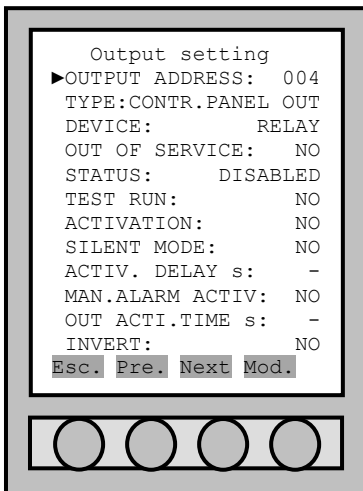 Output setting
►OUTPUT ADDRESS: 004
TYPE:CONTR.PANEL OUT
DEVICE: RELAY
OUT OF SERVICE: NO
STATUS: DISABLED
TEST RUN: NO
ACTIVATION: NO
SILENT MODE: NO
ACTIV. DELAY s: -
MAN.ALARM ACTIV: NO
OUT ACTI.TIME s: -
INVERT: NO
Esc. Pre. Next Mod.